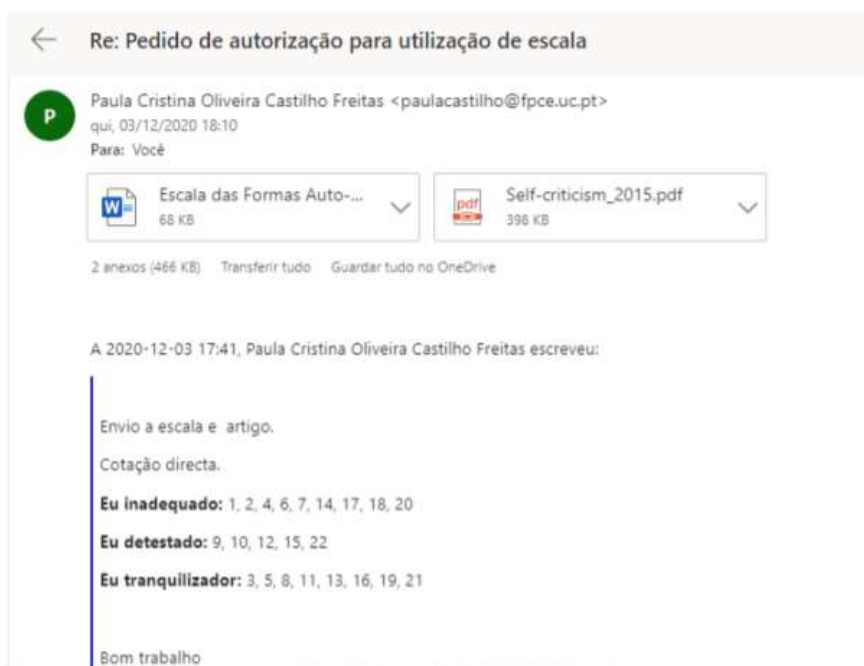 Re: Pedido de autorização para utilização de escala
P
Paula Cristina Oliveira Castilho Freitas <paulacastilho@fpce.uc.pt>
qui, 03/12/2020 18:10
Para: Você
Escala das Formas Auto-...
68 KB
Self-criticism_2015.pdf
398 KB
2 anexos (466 KB) Transferir tudo Guardar tudo no OneDrive
A 2020-12-03 17:41, Paula Cristina Oliveira Castilho Freitas escreveu:
Envio a escala e artigo.
Cotação directa.
Eu inadequado: 1, 2, 4, 6, 7, 14, 17, 18, 20
Eu detestado: 9, 10, 12, 15, 22
Eu tranquilizador: 3, 5, 8, 11, 13, 16, 19, 21
Bom trabalho